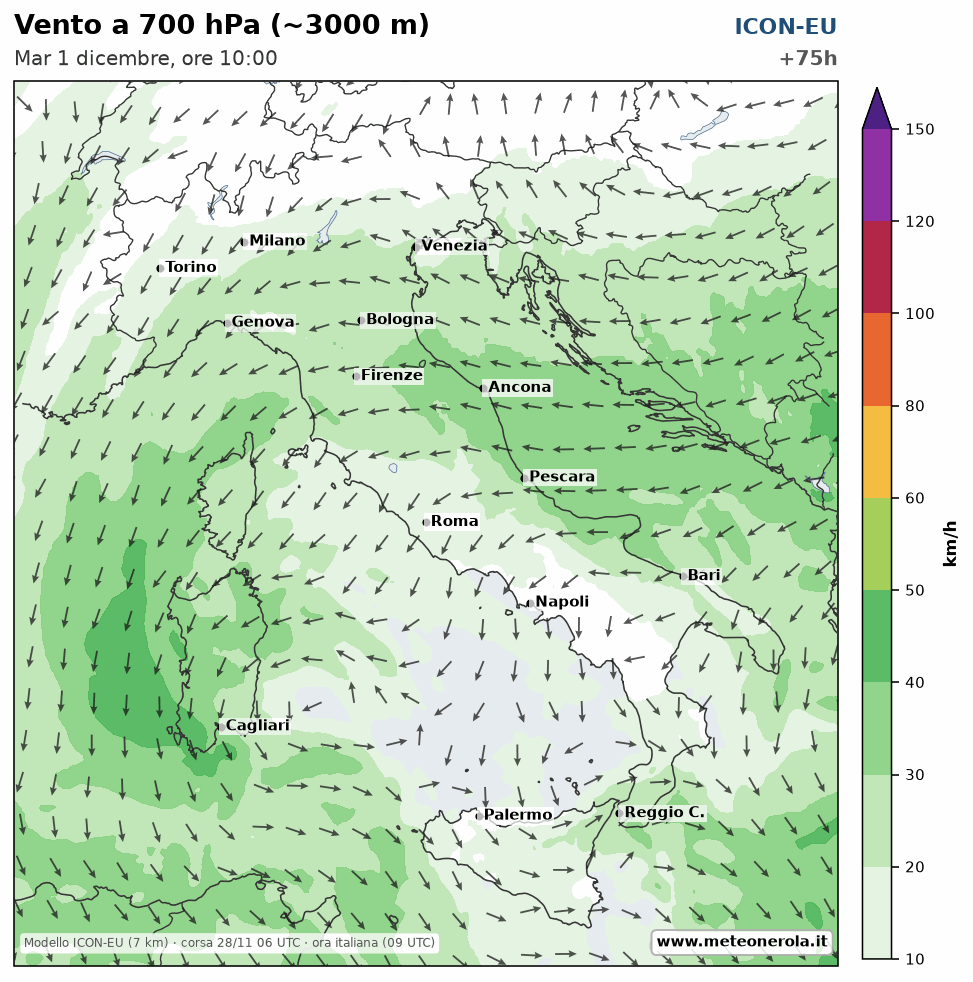 Vento a 700 hPa (~3000 m)
ICON-EU
Mar 1 dicembre, ore 10:00
+75h
150
120
100
80
60
50
40
30
20
10
km/h
Milano
Venezia
Torino
Genova
Bologna
Firenze
Ancona
Pescara
Roma
Bari
Napoli
Cagliari
Palermo
Reggio C.
Modello ICON-EU (7 km) · corsa 28/11 06 UTC · ora italiana (09 UTC)
www.meteonerola.it